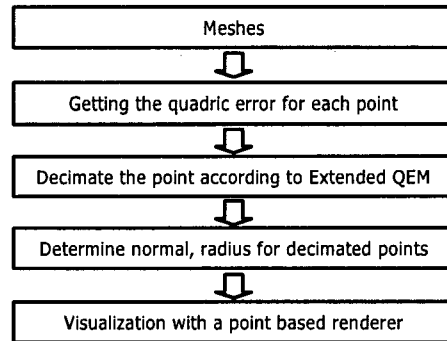 Meshes
Getting the quadric error for each point
Decimate the point according to Extended QEM
Determine normal, radius for decimated points
Visualization with a point based renderer